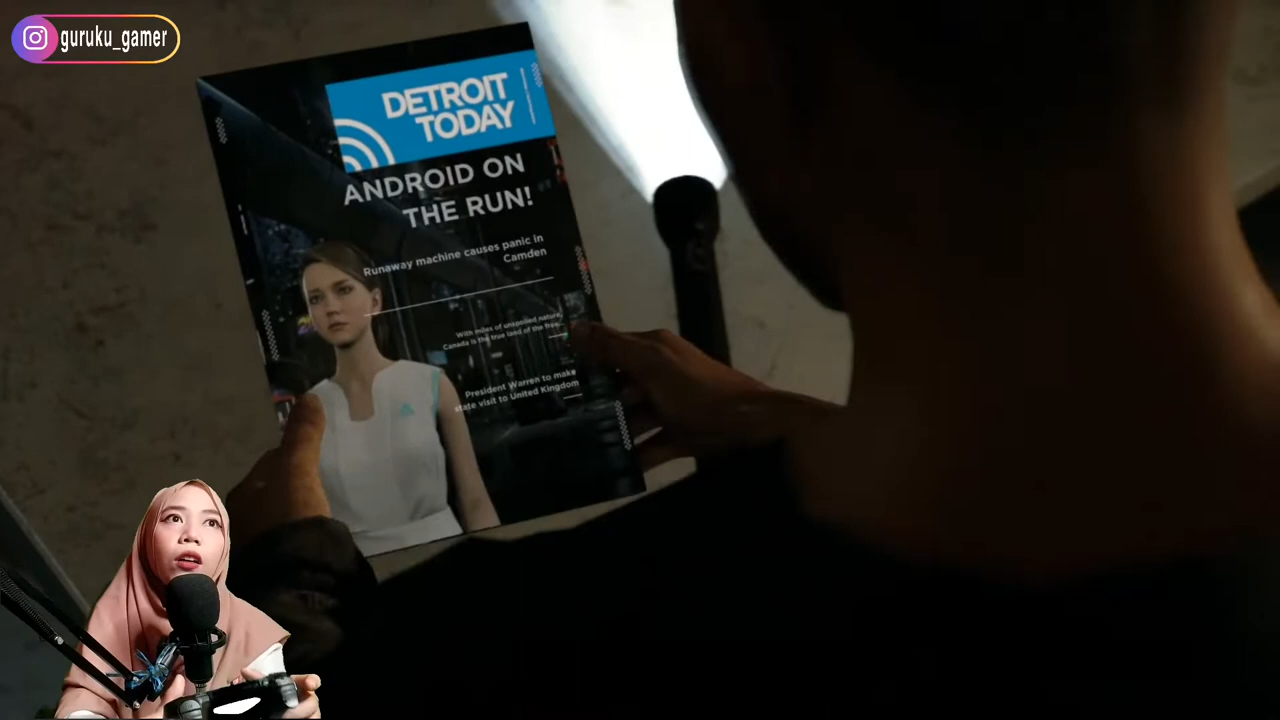 guruku_gamer
DETROIT
TODAY
ANDROID ON
THE RUN!
Runaway machine causes panic in
Camden
With miles of unspoiled nature,
Canada is the true land of the free...
President Warren to make
state visit to United Kingdom